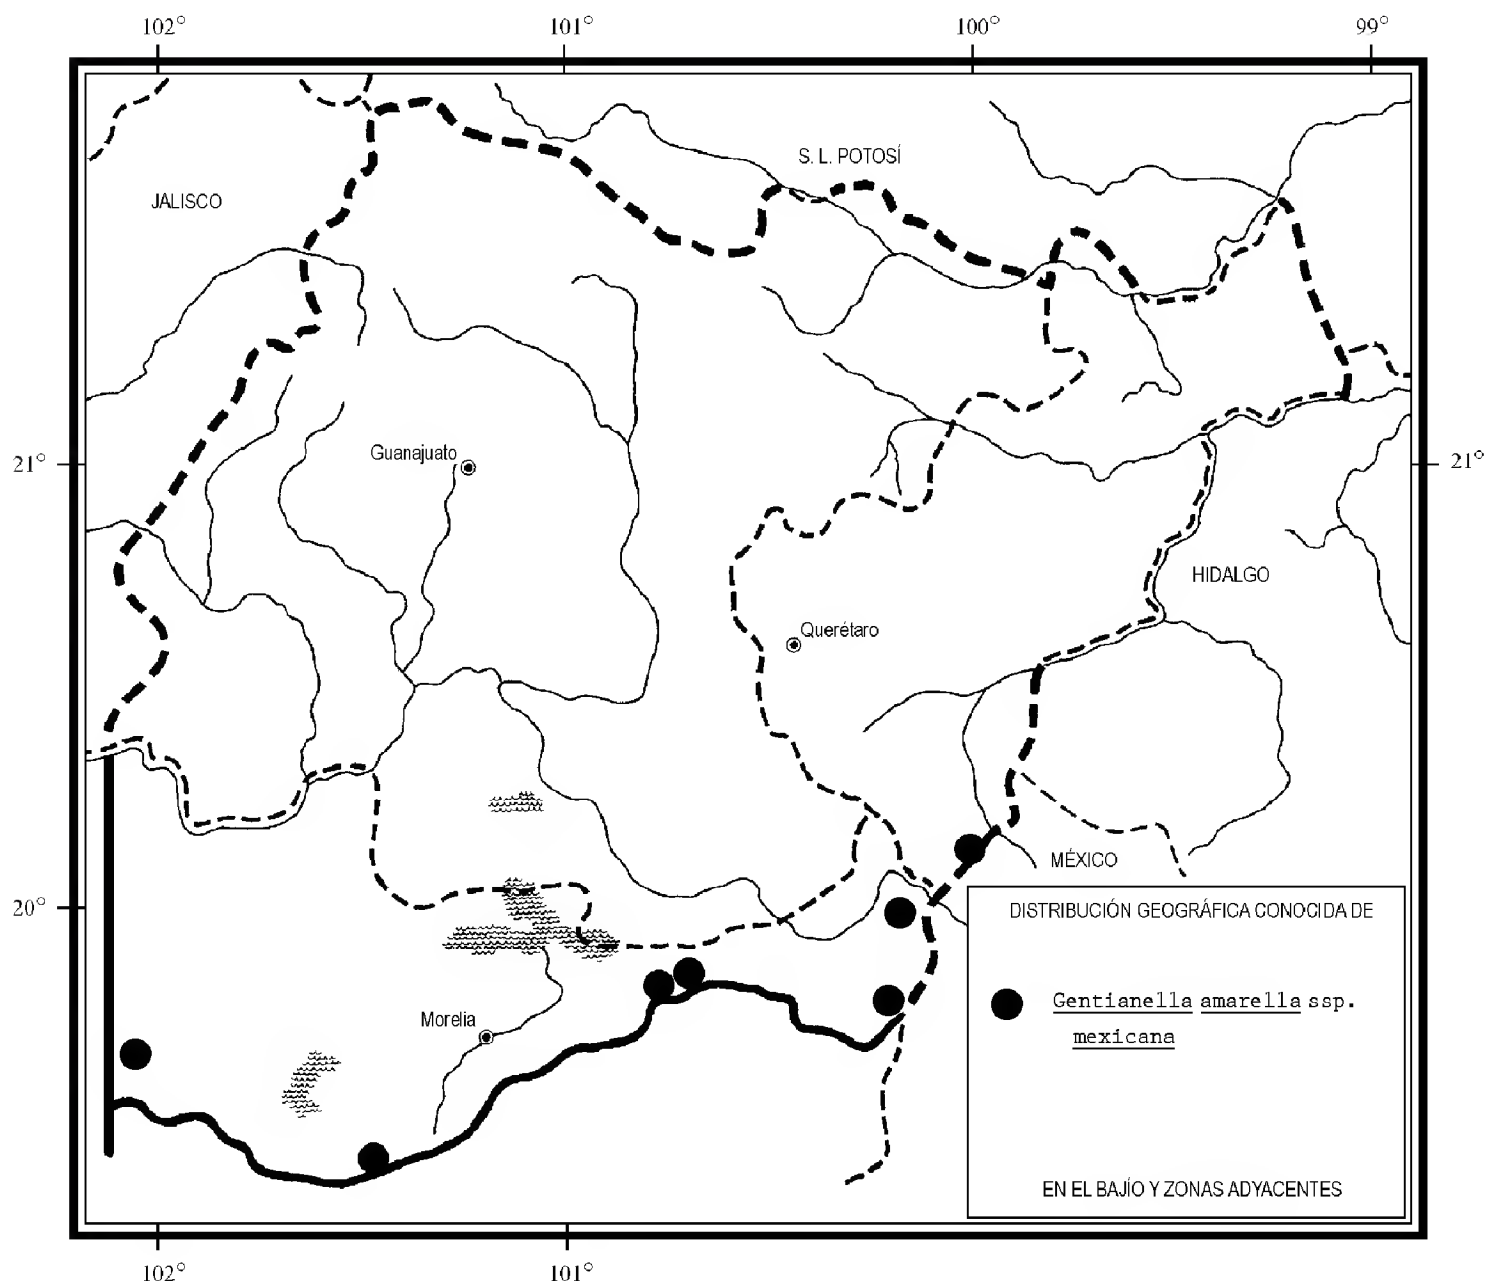 102° 101° 100° 99°
S. L. POTOSÍ
JALISCO
Guanajuato
21° 21°
HIDALGO
Querétaro
MÉXICO
20°
DISTRIBUCIÓN GEOGRÁFICA CONOCIDA DE
Gentianella amarella ssp.
mexicana
Morelia
EN EL BAJÍO Y ZONAS ADYACENTES
102° 101°